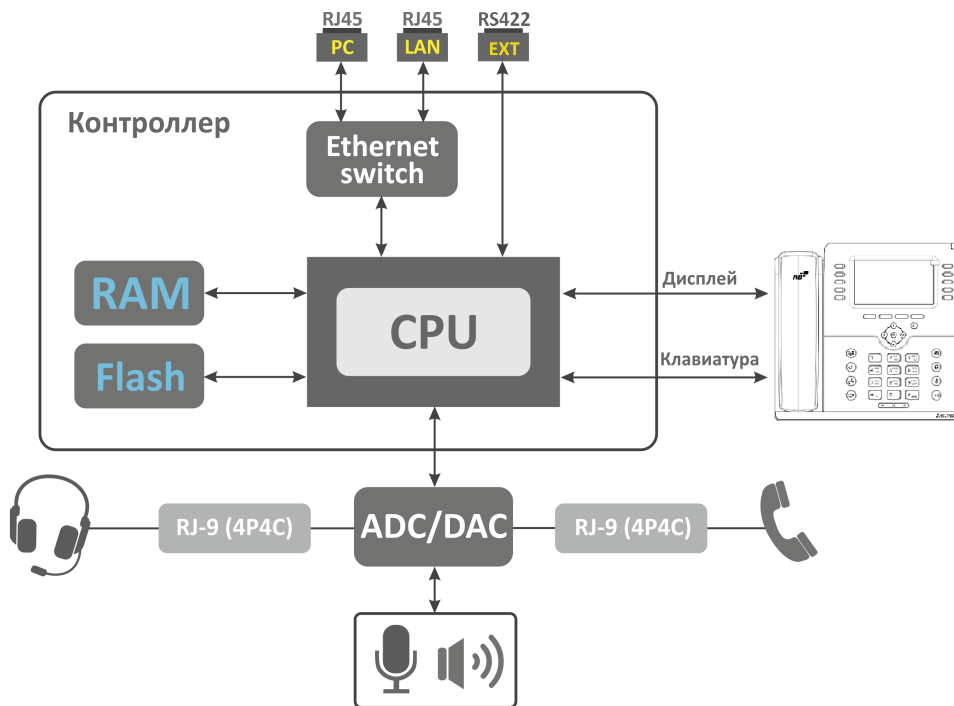 RJ45 RJ45 RS422
PC LAN EXT
Контроллер
Ethernet
switch
RAM
CPU
Дисплей
Flash
Клавиатура
RJ-9 (4P4C)
ADC/DAC
RJ-9 (4P4C)